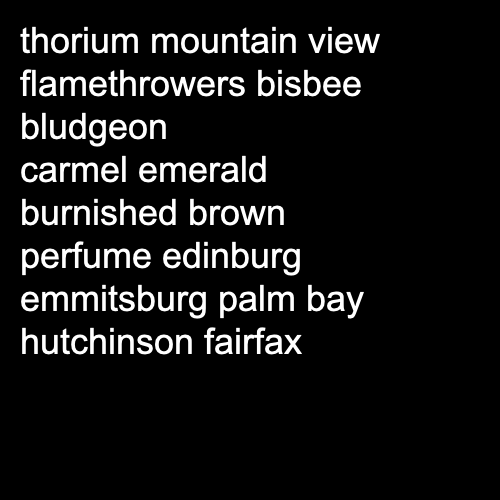 thorium mountain view
flamethrowers bisbee
bludgeon
carmel emerald
burnished brown
perfume edinburg
emmitsburg palm bay
hutchinson fairfax